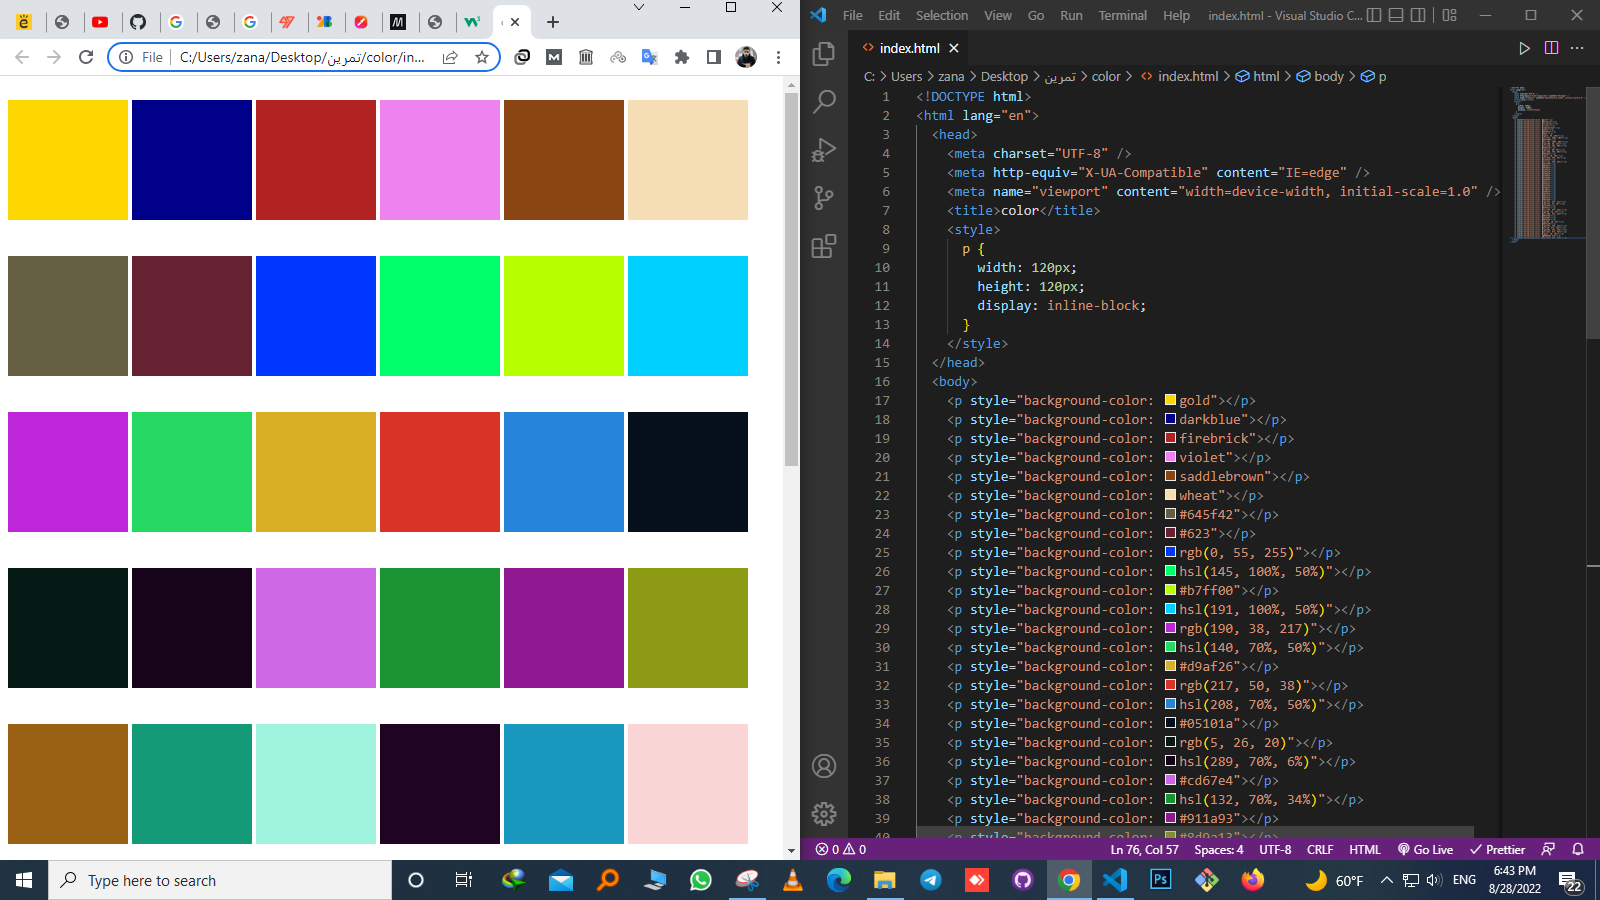 File
C:/Users/zana/Desktop/تمرین/color/in...
File Edit Selection View Go Run Terminal Help
index.html - Visual Studio C...
index.html
C: > Users > zana > Desktop > تمرین > color > index.html > html > body > p
1 <!DOCTYPE html>
2 <html lang="en">
3 <head>
4 <meta charset="UTF-8" />
5 <meta http-equiv="X-UA-Compatible" content="IE=edge" />
6 <meta name="viewport" content="width=device-width, initial-scale=1.0" />
7 <title>color</title>
8 <style>
9 p {
10 width: 120px;
11 height: 120px;
12 display: inline-block;
13 }
14 </style>
15 </head>
16 <body>
17 <p style="background-color: gold"></p>
18 <p style="background-color: darkblue"></p>
19 <p style="background-color: firebrick"></p>
20 <p style="background-color: violet"></p>
21 <p style="background-color: saddlebrown"></p>
22 <p style="background-color: wheat"></p>
23 <p style="background-color: #645f42"></p>
24 <p style="background-color: #623"></p>
25 <p style="background-color: rgb(0, 55, 255)"></p>
26 <p style="background-color: hsl(145, 100%, 50%)"></p>
27 <p style="background-color: #b7ff00"></p>
28 <p style="background-color: hsl(191, 100%, 50%)"></p>
29 <p style="background-color: rgb(190, 38, 217)"></p>
30 <p style="background-color: hsl(140, 70%, 50%)"></p>
31 <p style="background-color: #d9af26"></p>
32 <p style="background-color: rgb(217, 50, 38)"></p>
33 <p style="background-color: hsl(208, 70%, 50%)"></p>
34 <p style="background-color: #05101a"></p>
35 <p style="background-color: rgb(5, 26, 20)"></p>
36 <p style="background-color: hsl(289, 70%, 6%)"></p>
37 <p style="background-color: #cd67e4"></p>
38 <p style="background-color: hsl(132, 70%, 34%)"></p>
39 <p style="background-color: #911a93"></p>
40 <p style="background-color: #8d9a13"></p>
0 0
Ln 76, Col 57 Spaces: 4 UTF-8 CRLF HTML Go Live Prettier
Type here to search
60°F
ENG
6:43 PM
8/28/2022
22